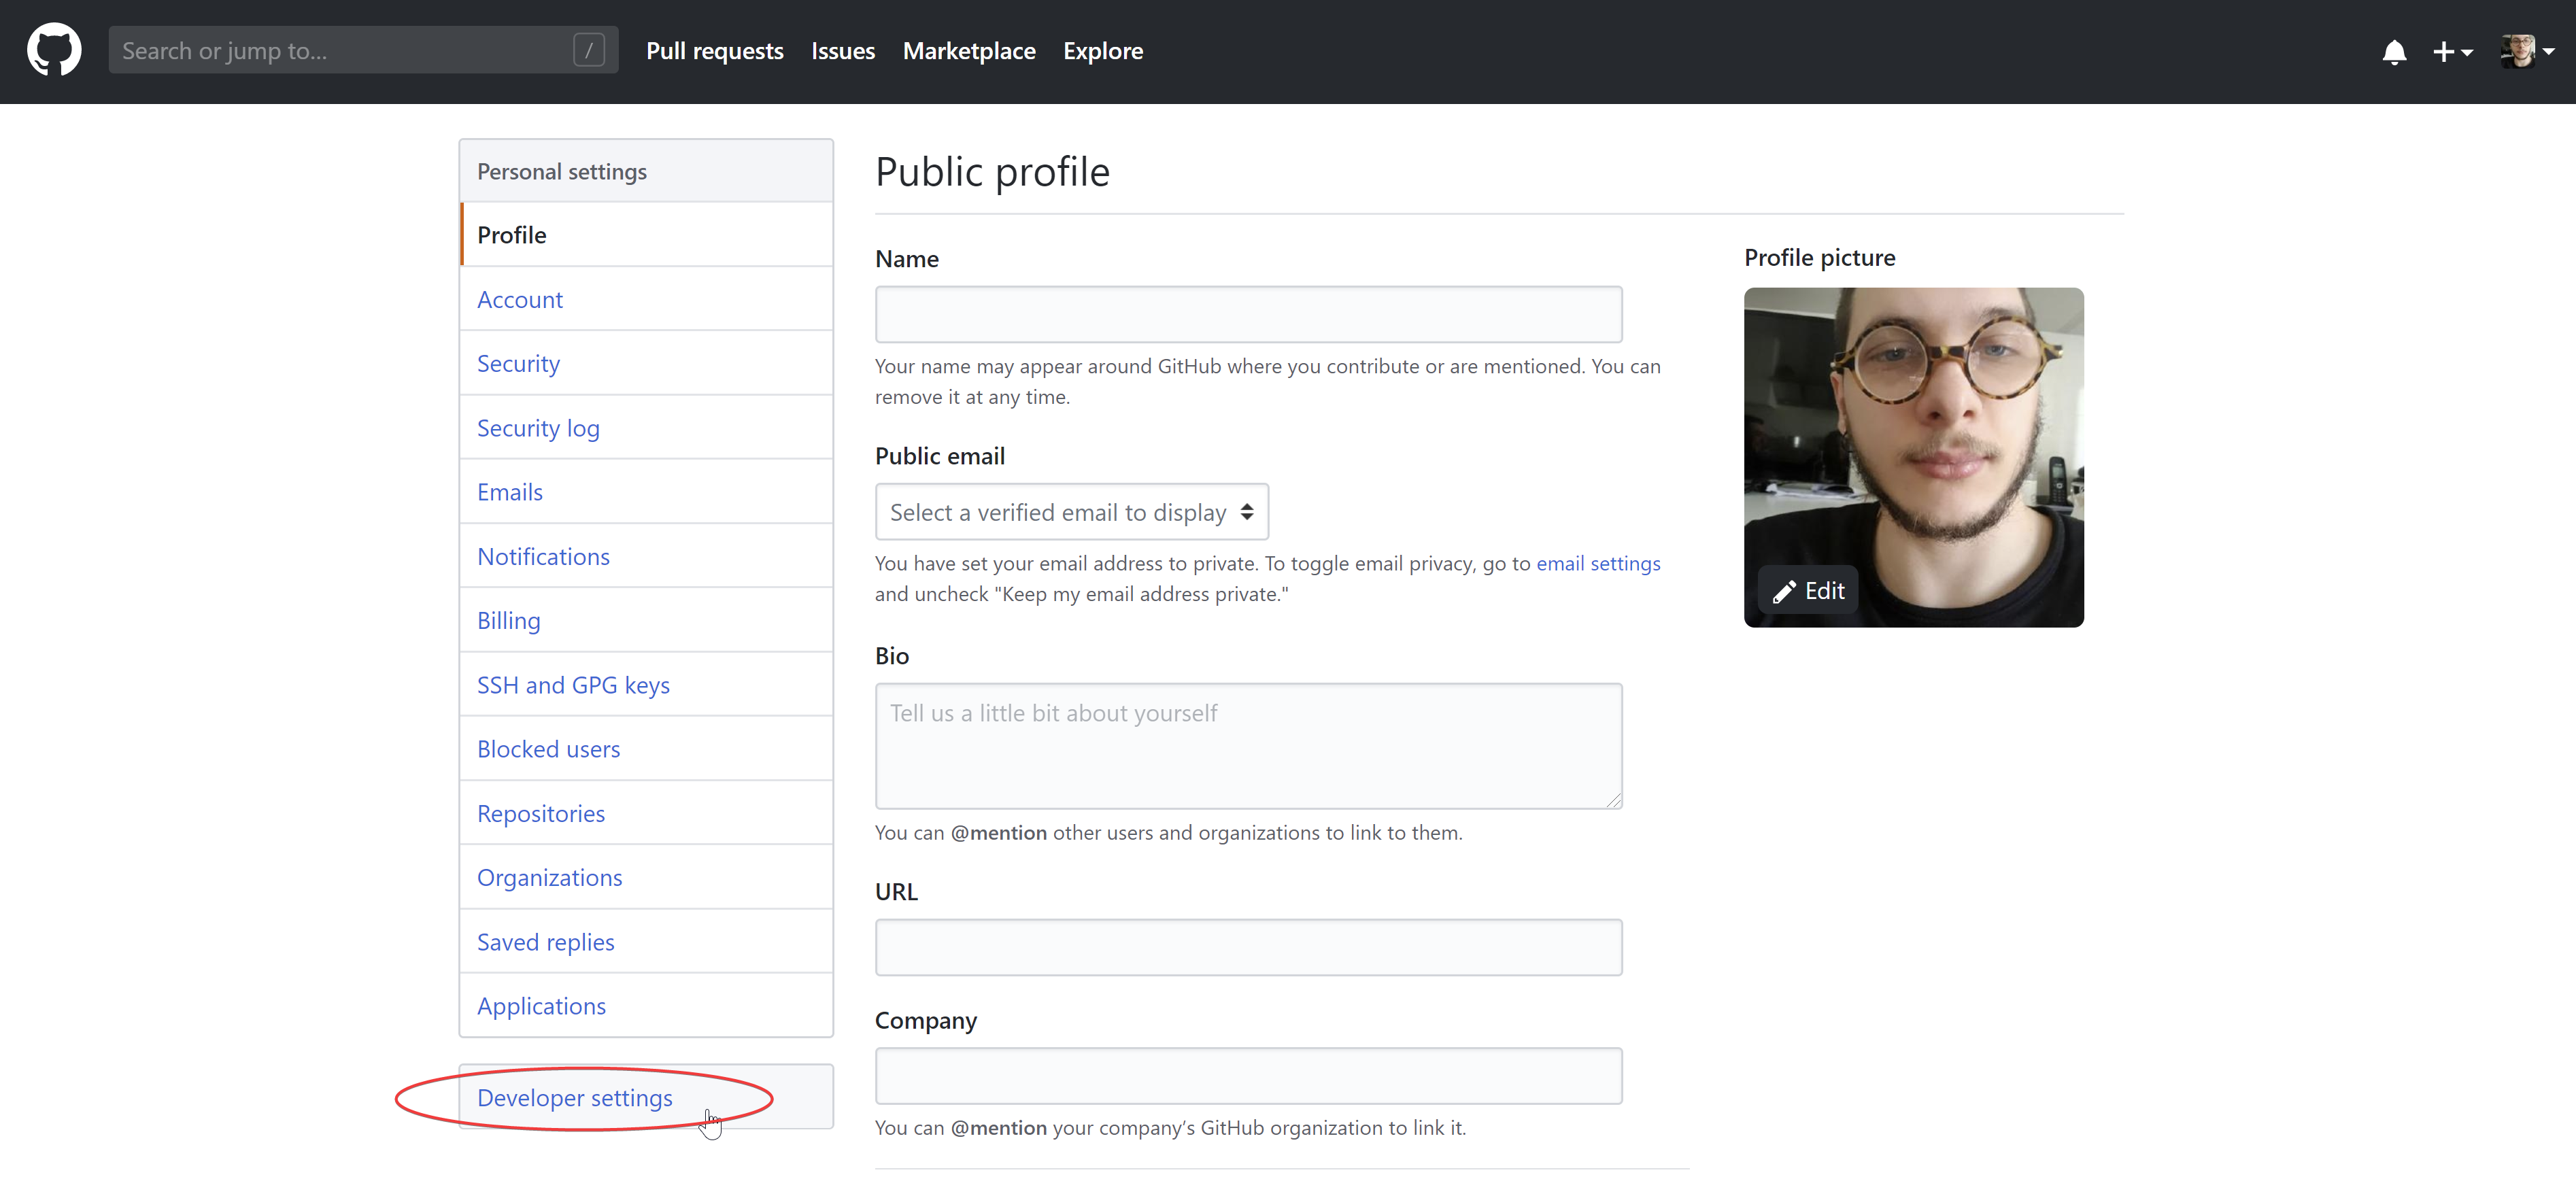 Search or jump to... /
Pull requests Issues Marketplace Explore
Personal settings
Profile
Account
Security
Security log
Emails
Notifications
Billing
SSH and GPG keys
Blocked users
Repositories
Organizations
Saved replies
Applications
Developer settings
Public profile
Name
Your name may appear around GitHub where you contribute or are mentioned. You can
remove it at any time.
Public email
Select a verified email to display
You have set your email address to private. To toggle email privacy, go to email settings
and uncheck "Keep my email address private."
Bio
Tell us a little bit about yourself
You can @mention other users and organizations to link to them.
URL
Company
You can @mention your company’s GitHub organization to link it.
Profile picture
Edit